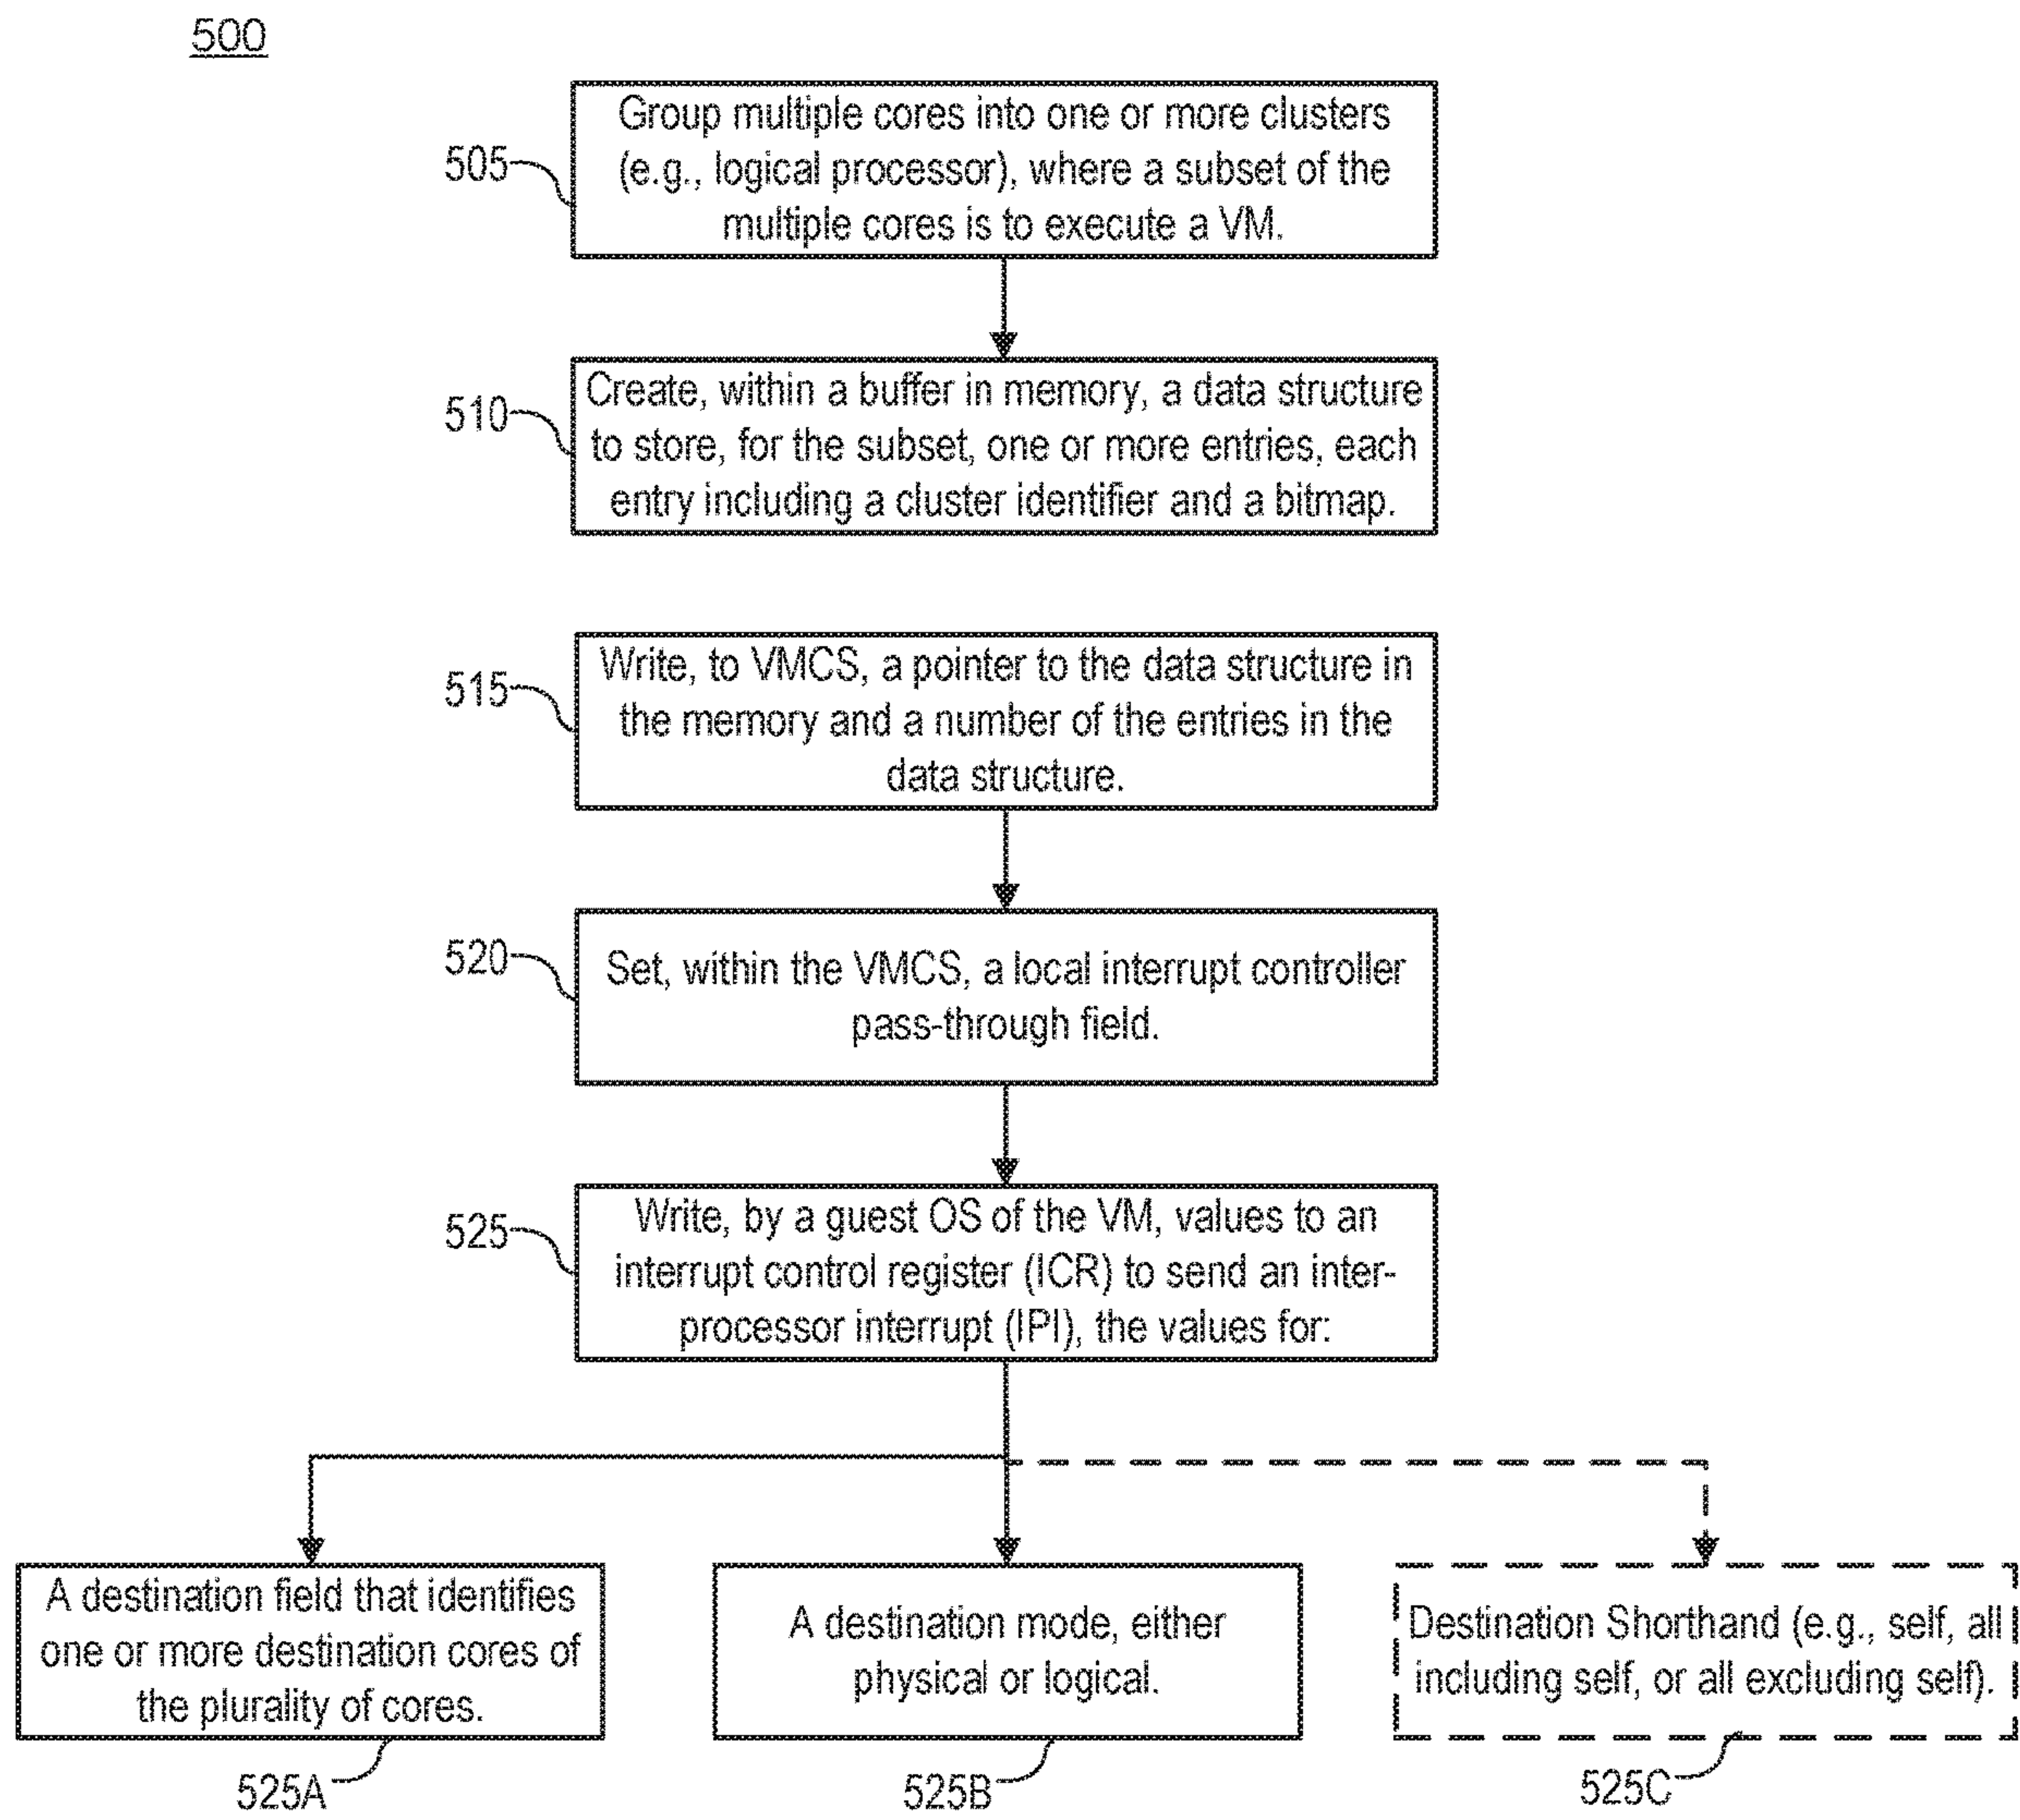 500
505
Group multiple cores into one or more clusters
(e.g., logical processor), where a subset of the
multiple cores is to execute a VM.
510
Create, within a buffer in memory, a data structure
to store, for the subset, one or more entries, each
entry including a cluster identifier and a bitmap.
515
Write, to VMCS, a pointer to the data structure in
the memory and a number of the entries in the
data structure.
520
Set, within the VMCS, a local interrupt controller
pass-through field.
525
Write, by a guest OS of the VM, values to an
interrupt control register (ICR) to send an inter-
processor interrupt (IPI), the values for:
A destination field that identifies
one or more destination cores of
the plurality of cores.
525A
A destination mode, either
physical or logical.
525B
Destination Shorthand (e.g., self, all
including self, or all excluding self).
525C